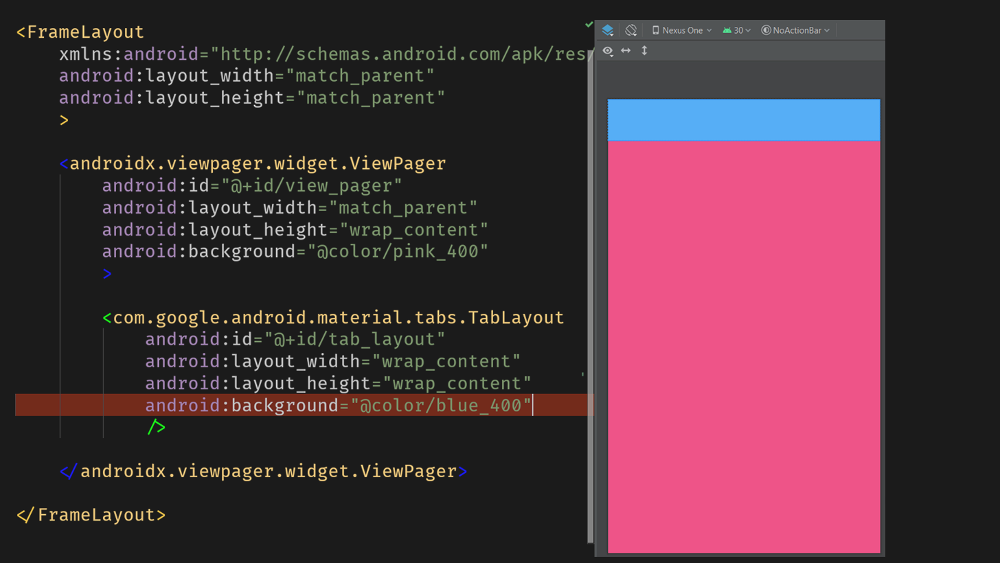 <FrameLayout
xmlns:android="http://schemas.android.com/apk/res/
android:layout_width="match_parent"
android:layout_height="match_parent"
>
<androidx.viewpager.widget.ViewPager
android:id="@+id/view_pager"
android:layout_width="match_parent"
android:layout_height="wrap_content"
android:background="@color/pink_400"
>
<com.google.android.material.tabs.TabLayout
android:id="@+id/tab_layout"
android:layout_width="wrap_content"
android:layout_height="wrap_content"
android:background="@color/blue_400"
/>
</androidx.viewpager.widget.ViewPager>
</FrameLayout>
Nexus One 30 NoActionBar